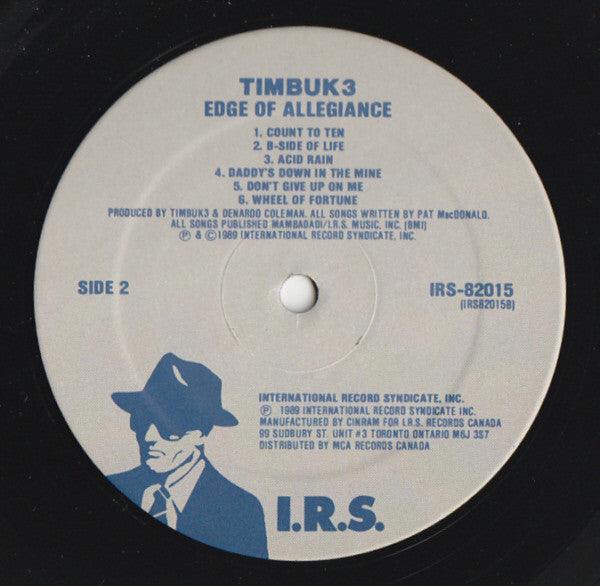 TIMBUK3
EDGE OF ALLEGIANCE
1. COUNT TO TEN
2. B-SIDE OF LIFE
3. ACID RAIN
4. DADDY'S DOWN IN THE MINE
5. DON'T GIVE UP ON ME
6. WHEEL OF FORTUNE
PRODUCED BY TIMBUK3 & DENARDO COLEMAN. ALL SONGS WRITTEN BY PAT MacDONALD.
ALL SONGS PUBLISHED MAMBADADI/I.R.S. MUSIC, INC. (BMI)
Ⓟ & ©1989 INTERNATIONAL RECORD SYNDICATE, INC.
SIDE 2
IRS-82015
(IRS82015B)
INTERNATIONAL RECORD SYNDICATE, INC.
Ⓟ 1989 INTERNATIONAL RECORD SYNDICATE INC.
MANUFACTURED BY CINRAM FOR I.R.S. RECORDS CANADA
99 SUDBURY ST. UNIT #3 TORONTO ONTARIO M6J 3S7
DISTRIBUTED BY MCA RECORDS CANADA
I.R.S.